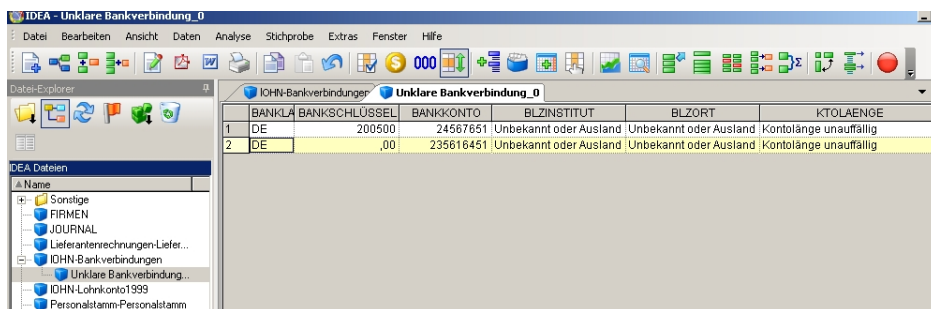 IDEA - Unklare Bankverbindung_0
Datei Bearbeiten Ansicht Daten Analyse Stichprobe Extras Fenster Hilfe
000
Datei-Explorer
IOHN-Bankverbindungen Unklare Bankverbindung_0
BANKLA BANKSCHLÜSSEL BANKKONTO BLZINSTITUT BLZORT KTOLAENGE
1 DE 200500 24567651 Unbekannt oder Ausland Unbekannt oder Ausland Kontolänge unauffällig
2 DE ,00 235616451 Unbekannt oder Ausland Unbekannt oder Ausland Kontolänge unauffällig
IDEA Dateien
Name
Sonstige
FIRMEN
JOURNAL
Lieferantenrechnungen-Liefer...
IOHN-Bankverbindungen
Unklare Bankverbindung...
IOHN-Lohnkonto1999
Personalstamm-Personalstamm